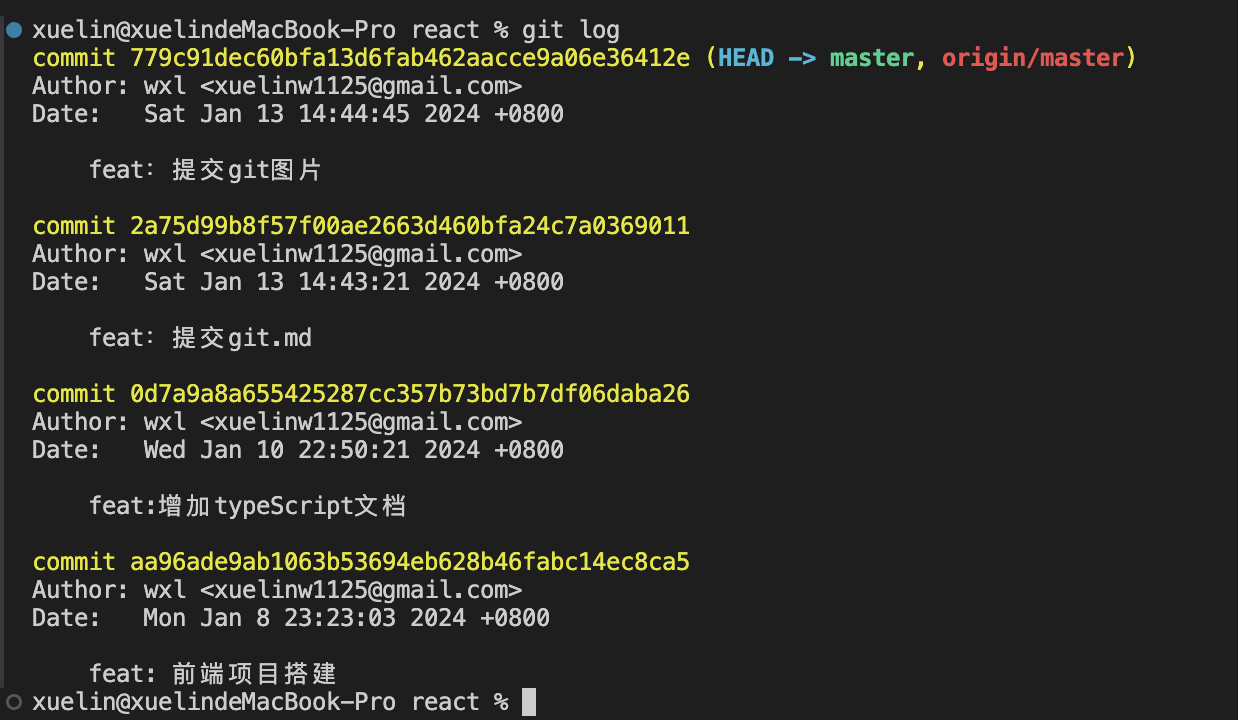 xuelin@xuelindeMacBook-Pro react % git log
commit 779c91dec60bfa13d6fab462aacce9a06e36412e (HEAD -> master, origin/master)
Author: wxl <xuelinw1125@gmail.com>
Date:   Sat Jan 13 14:44:45 2024 +0800
feat: 提交git图片
commit 2a75d99b8f57f00ae2663d460bfa24c7a0369011
Author: wxl <xuelinw1125@gmail.com>
Date:   Sat Jan 13 14:43:21 2024 +0800
feat: 提交git.md
commit 0d7a9a8a655425287cc357b73bd7b7df06daba26
Author: wxl <xuelinw1125@gmail.com>
Date:   Wed Jan 10 22:50:21 2024 +0800
feat:增加typeScript文档
commit aa96ade9ab1063b53694eb628b46fabc14ec8ca5
Author: wxl <xuelinw1125@gmail.com>
Date:   Mon Jan 8 23:23:03 2024 +0800
feat: 前端项目搭建
xuelin@xuelindeMacBook-Pro react %